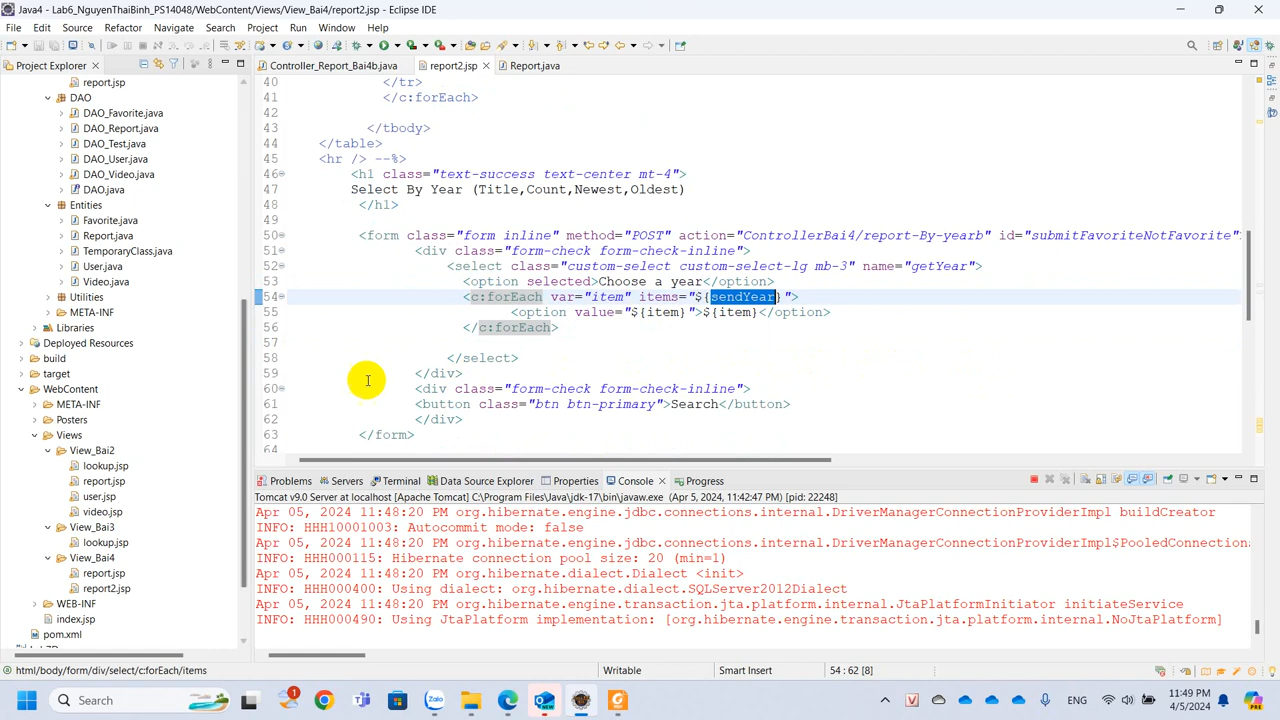 Java4 - Lab6_NguyenThaiBinh_PS14048/WebContent/Views/View_Bai4/report2.jsp - Eclipse IDE
File Edit Source Refactor Navigate Search Project Run Window Help
Project Explorer
Controller_Report_Bai4b.java report2.jsp Report.java
report.jsp
DAO
DAO_Favorite.java
DAO_Report.java
DAO_Test.java
DAO_User.java
DAO_Video.java
DAO.java
Entities
Favorite.java
Report.java
TemporyClass.java
User.java
Video.java
Utilities
META-INF
Libraries
Deployed Resources
build
target
WebContent
META-INF
Posters
Views
View_Bai2
lookup.jsp
report.jsp
user.jsp
video.jsp
View_Bai3
lookup.jsp
View_Bai4
report.jsp
report2.jsp
WEB-INF
index.jsp
pom.xml
40 </tr>
41 </c:forEach>
42
43 </tbody>
44 </table>
45 <hr /> --%>
46 <h1 class="text-success text-center mt-4">
47 Select By Year (Title,Count,Newest,Oldest)
48 </h1>
49
50 <form class="form inline" method="POST" action="ControllerBai4/report-By-yearb" id="submitFavoriteNotFavorite"
51 <div class="form-check form-check-inline">
52 <select class="custom-select custom-select-lg mb-3" name="getYear">
53 <option selected>Choose a year</option>
54 <c:forEach var="item" items="${sendYear}">
55 <option value="${item}">${item}</option>
56 </c:forEach>
57
58 </select>
59 </div>
60 <div class="form-check form-check-inline">
61 <button class="btn btn-primary">Search</button>
62 </div>
63 </form>
64
Problems Servers Terminal Data Source Explorer Properties Console Progress
Tomcat v9.0 Server at localhost [Apache Tomcat] C:\Program Files\Java\jdk-17\bin\javaw.exe (Apr 5, 2024, 11:42:47 PM) [pid: 22248]
Apr 05, 2024 11:48:20 PM org.hibernate.engine.jdbc.connections.internal.DriverManagerConnectionProviderImpl buildCreator
INFO: HHH10001003: Autocommit mode: false
Apr 05, 2024 11:48:20 PM org.hibernate.engine.jdbc.connections.internal.DriverManagerConnectionProviderImpl$PooledConnections
INFO: HHH000115: Hibernate connection pool size: 20 (min=1)
Apr 05, 2024 11:48:20 PM org.hibernate.dialect.Dialect <init>
INFO: HHH000400: Using dialect: org.hibernate.dialect.SQLServer2012Dialect
Apr 05, 2024 11:48:20 PM org.hibernate.engine.transaction.jta.platform.internal.JtaPlatformInitiator initiateService
INFO: HHH000490: Using JtaPlatform implementation: [org.hibernate.engine.transaction.jta.platform.internal.NoJtaPlatform]
html/body/form/div/select/c:forEach/items Writable Smart Insert 54 : 62 [8]
Search 1 Zalo NEW ENG 11:49 PM
4/5/2024 PRE